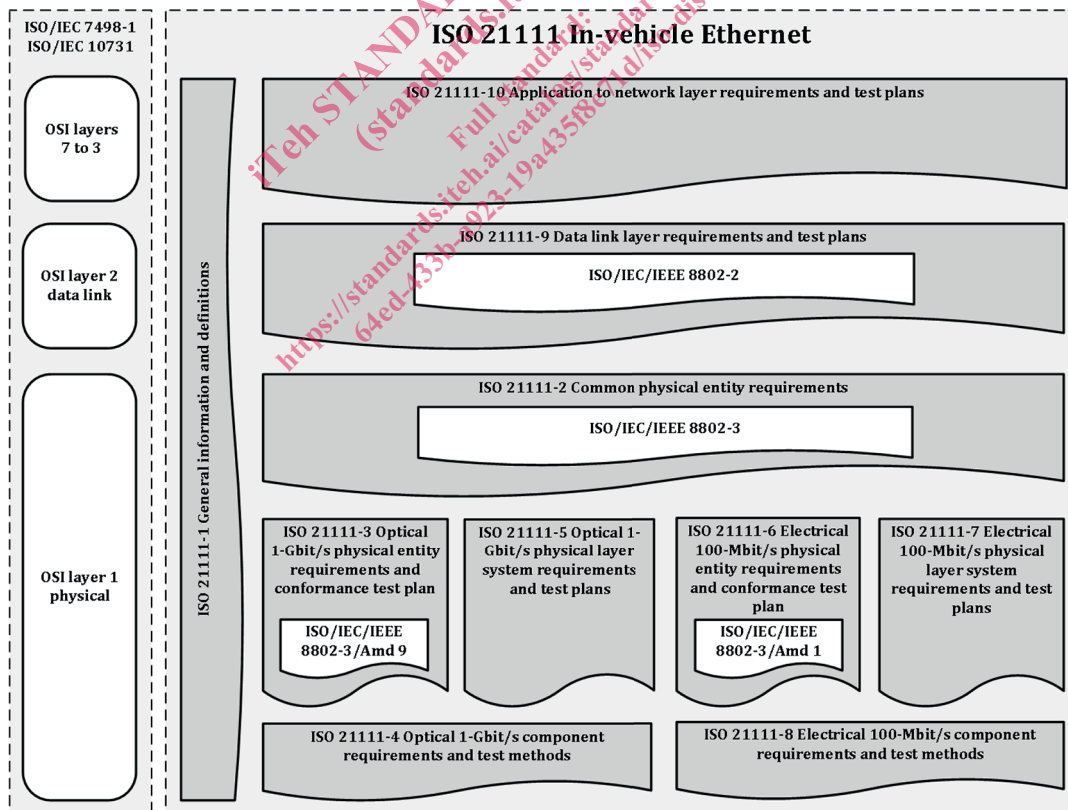 ISO/IEC 7498-1
ISO/IEC 10731
OSI layers
7 to 3
OSI layer 2
data link
OSI layer 1
physical
ISO 21111 In-vehicle Ethernet
ISO 21111-1 General information and definitions
ISO 21111-10 Application to network layer requirements and test plans
ISO 21111-9 Data link layer requirements and test plans
ISO/IEC/IEEE 8802-2
ISO 21111-2 Common physical entity requirements
ISO/IEC/IEEE 8802-3
ISO 21111-3 Optical
1-Gbit/s physical entity
requirements and
conformance test plan
ISO/IEC/IEEE
8802-3/Amd 9
ISO 21111-5 Optical 1-
Gbit/s physical layer
system requirements
and test plans
ISO 21111-6 Electrical
100-Mbit/s physical
entity requirements
and conformance test
plan
ISO/IEC/IEEE
8802-3/Amd 1
ISO 21111-7 Electrical
100-Mbit/s physical
layer system
requirements and test
plans
ISO 21111-4 Optical 1-Gbit/s component
requirements and test methods
ISO 21111-8 Electrical 100-Mbit/s component
requirements and test methods
iTeh
(standards.
Full standard:
https://standards.iteh.ai/catalog/